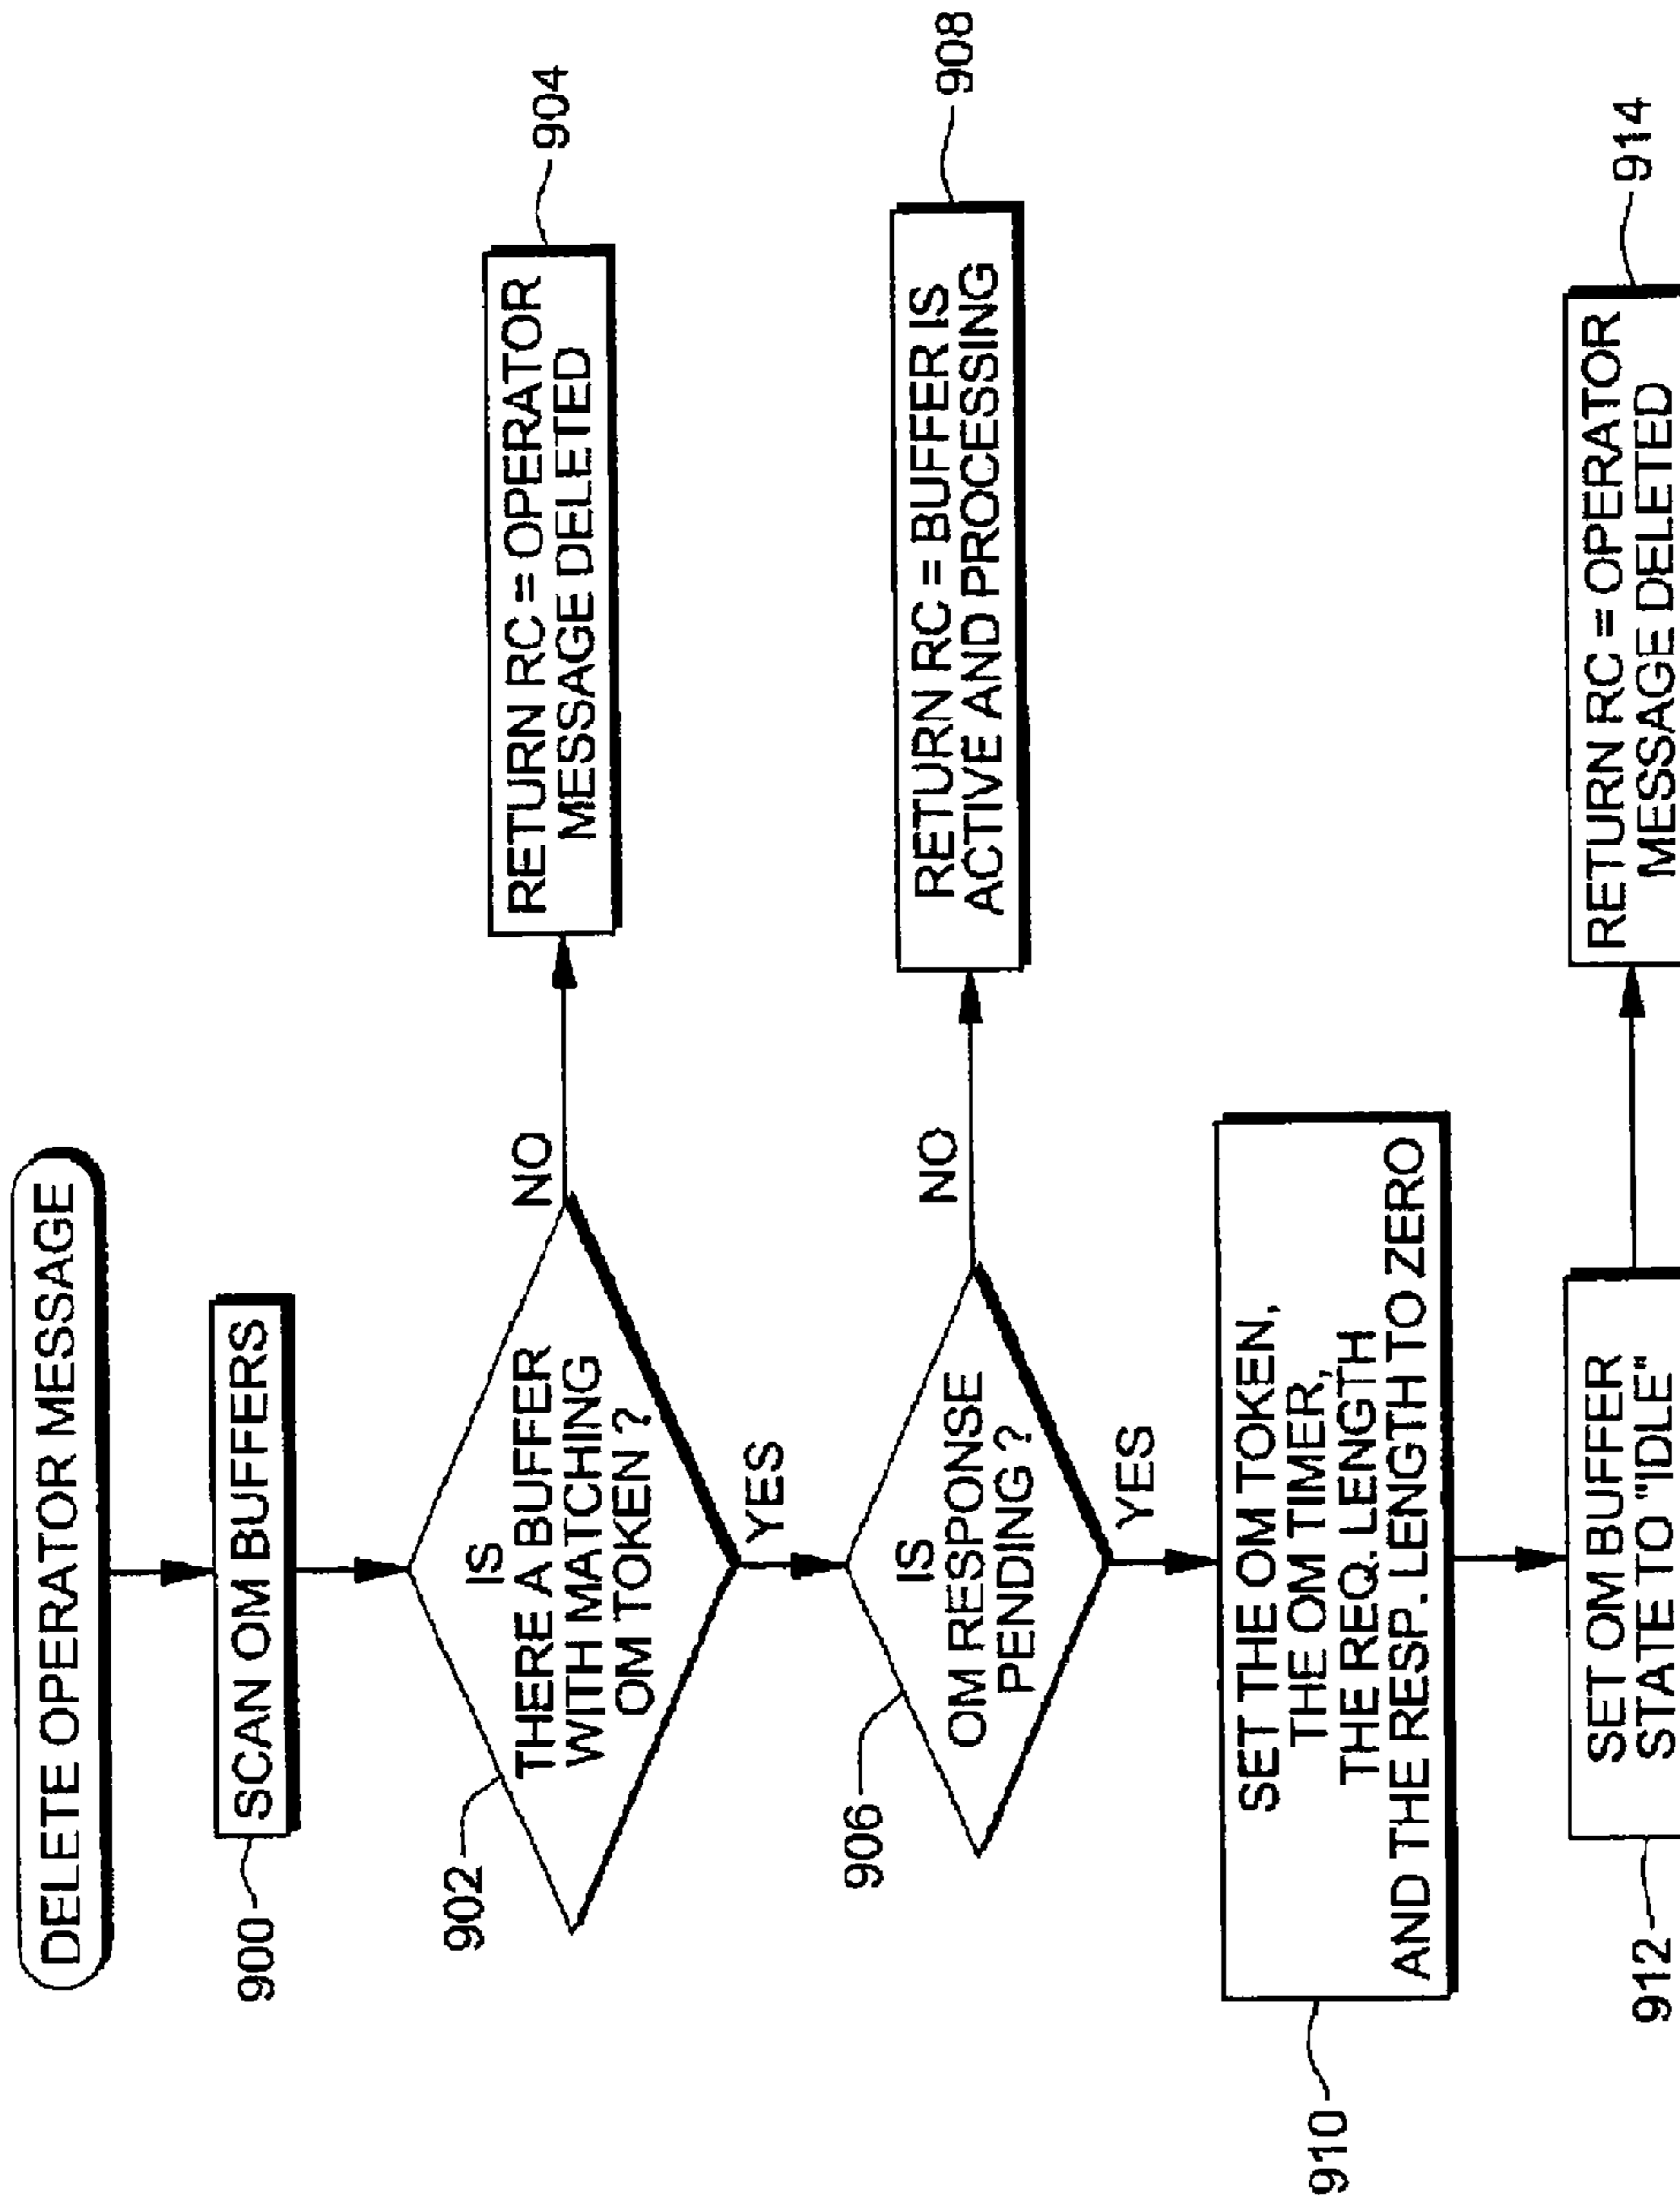 DELETE OPERATOR MESSAGE
SCAN OM BUFFERS
900
IS
THERE A BUFFER
WITH MATCHING
OM TOKEN ?
902
NO
RETURN RC = OPERATOR
MESSAGE DELETED
904
YES
IS
OM RESPONSE
PENDING ?
906
NO
RETURN RC = BUFFER IS
ACTIVE AND PROCESSING
908
YES
SET THE OM TOKEN,
THE OM TIMER,
THE REQ. LENGTH
AND THE RESP. LENGTH TO ZERO
910
SET OM BUFFER
STATE TO "IDLE"
912
RETURN RC = OPERATOR
MESSAGE DELETED
914